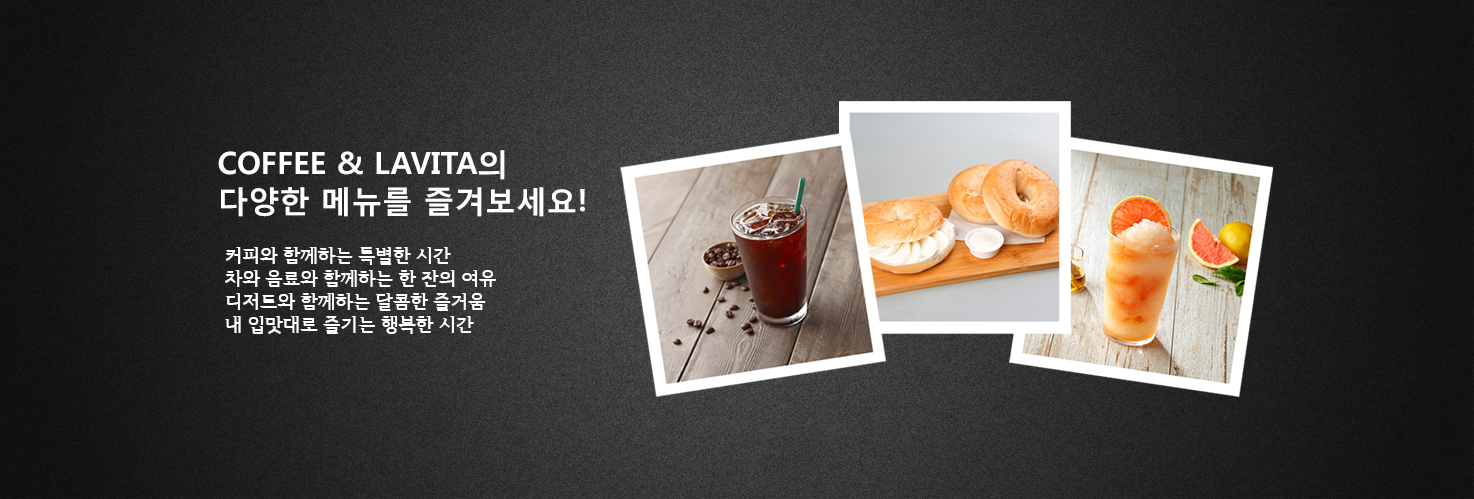 COFFEE & LAVITA의
다양한 메뉴를 즐겨보세요!
커피와 함께하는 특별한 시간
차와 음료와 함께하는 한 잔의 여유
디저트와 함께하는 달콤한 즐거움
내 입맛대로 즐기는 행복한 시간